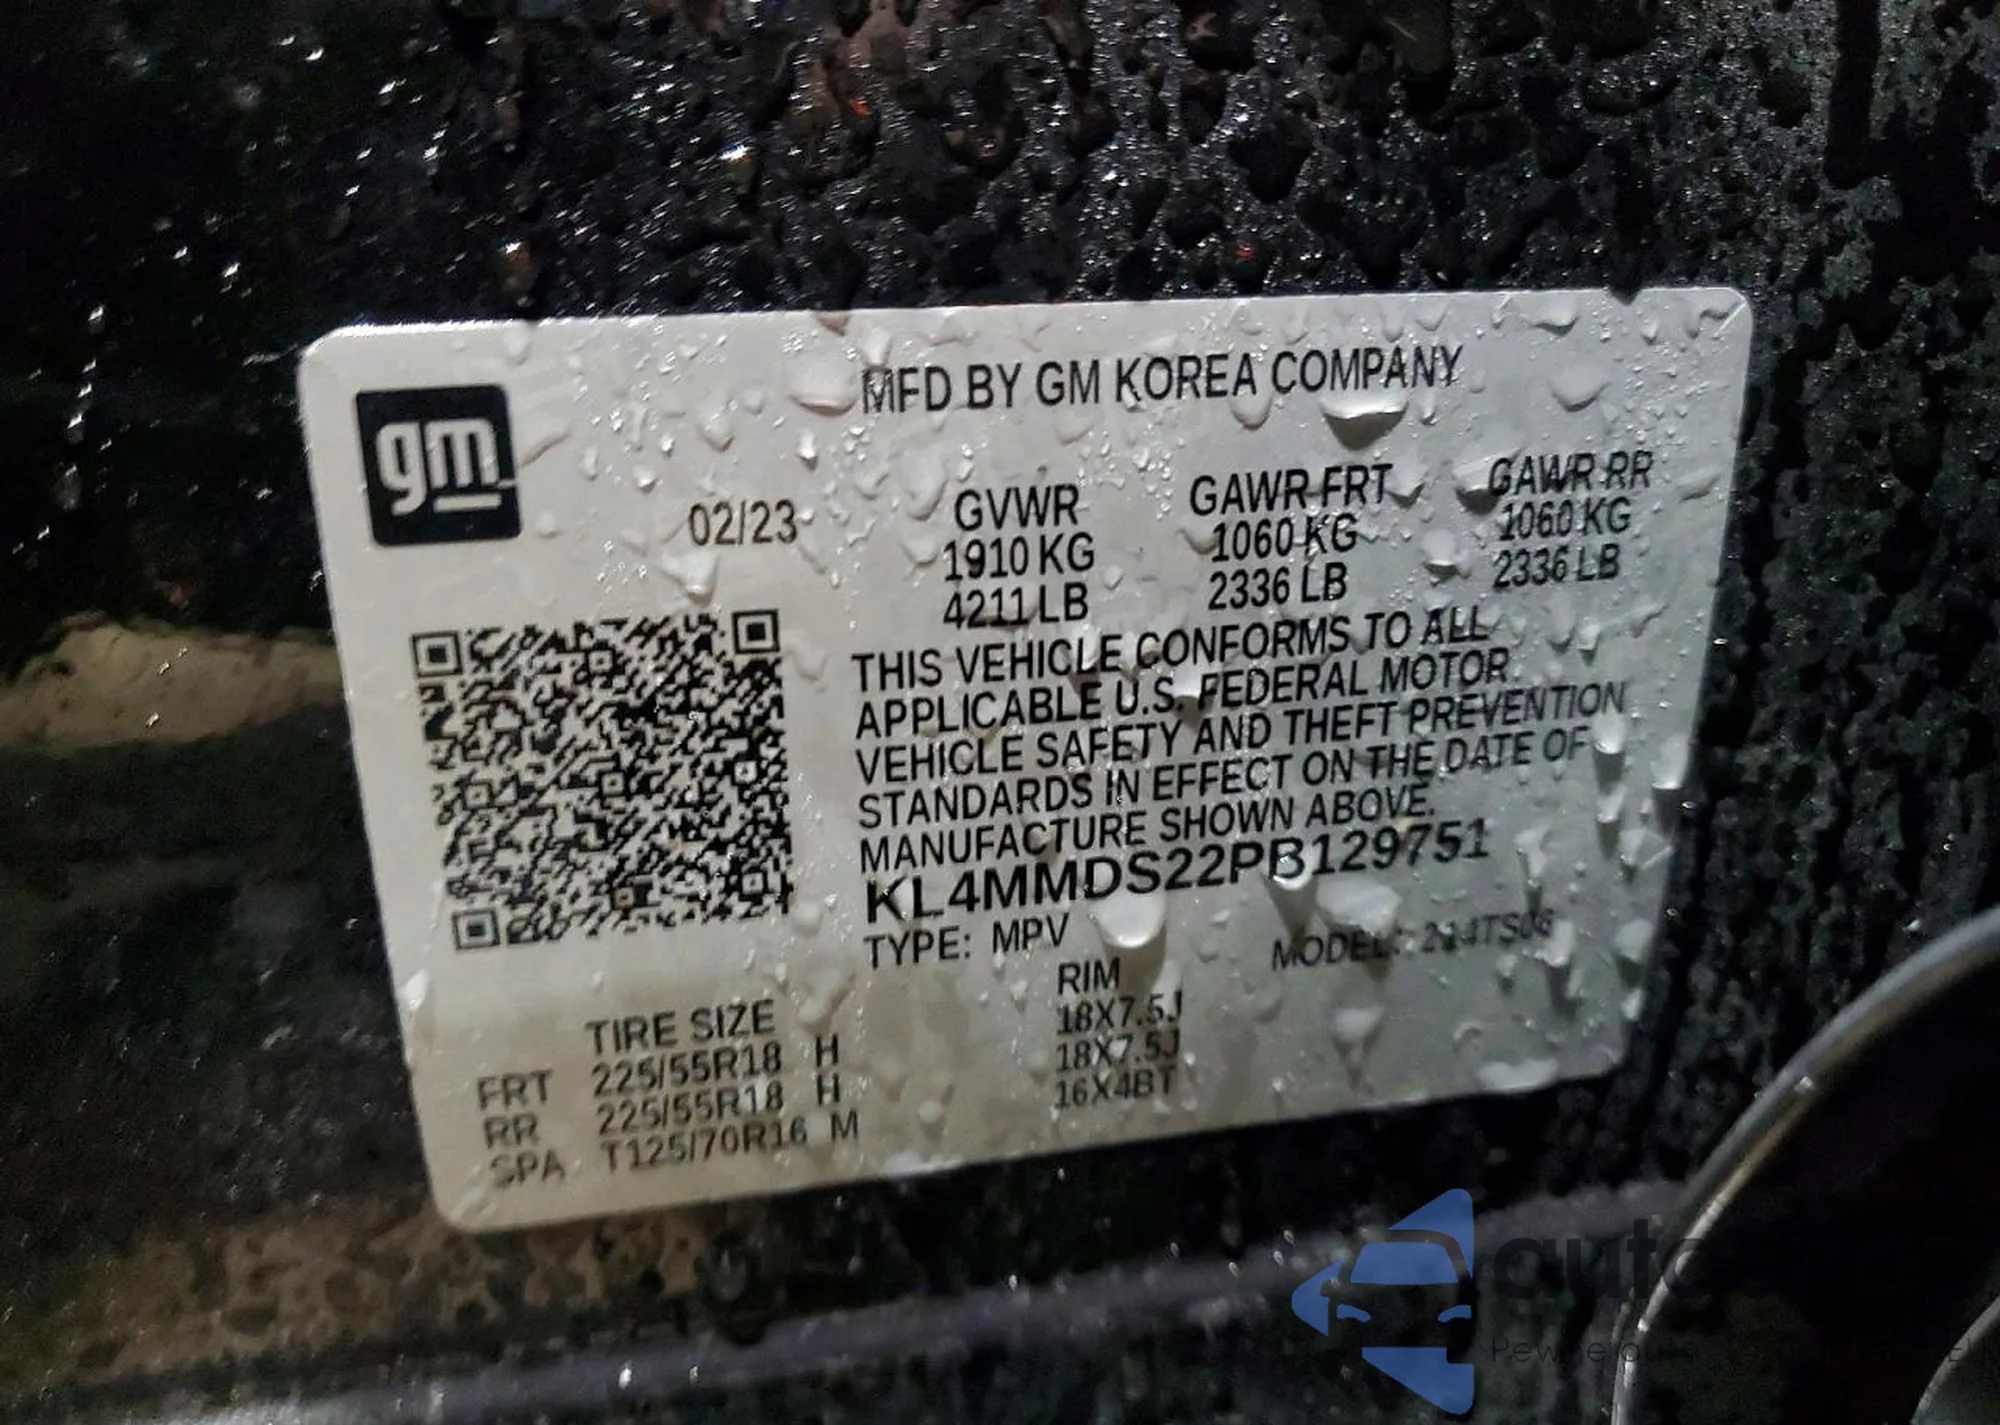 gm
MFD BY GM KOREA COMPANY
02/23
GVWR GAWR FRT GAWR RR
1910 KG 1060 KG 1060 KG
4211 LB 2336 LB 2336 LB
THIS VEHICLE CONFORMS TO ALL
APPLICABLE U.S. FEDERAL MOTOR
VEHICLE SAFETY AND THEFT PREVENTION
STANDARDS IN EFFECT ON THE DATE OF
MANUFACTURE SHOWN ABOVE.
KL4MMDS22PB129751
TYPE: MPV MODEL:
TIRE SIZE RIM
FRT 225/55R18 H 18X7.5J
RR 225/55R18 H 18X7.5J
SPA T125/70R16 M 16X4BT